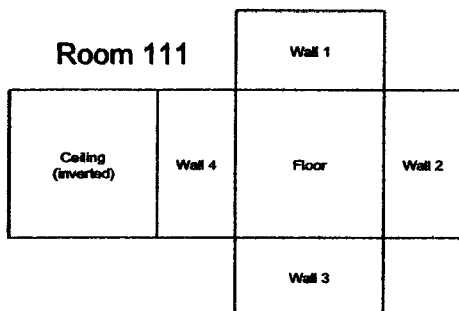 Room 111
Wall 1
Ceiling
(inverted)
Wall 4
Floor
Wall 2
Wall 3